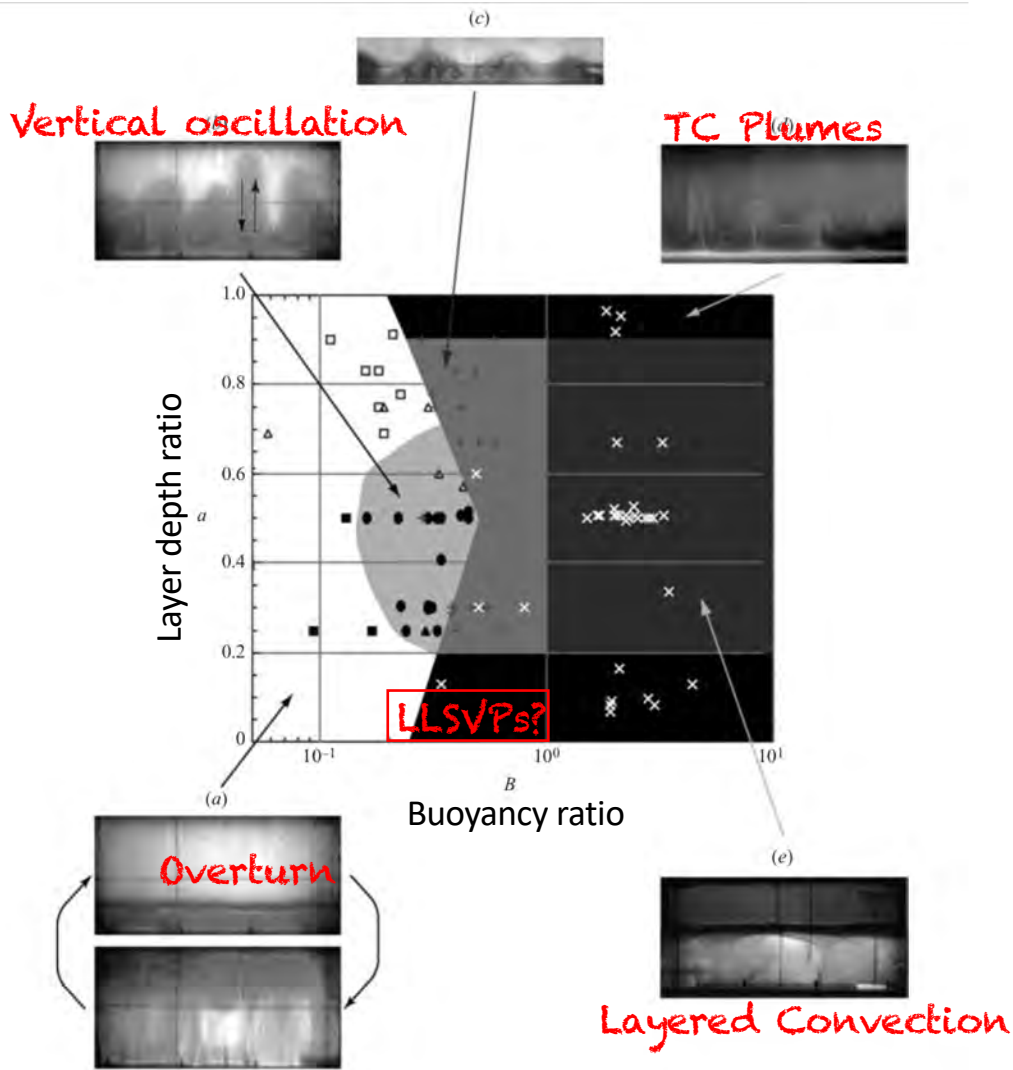 (c)
Vertical oscillation
(b)
TC Plumes
(d)
1.0
0.8
0.6
a
0.4
0.2
0
Layer depth ratio
LLSVPs?
10⁻¹
10⁰
10¹
B
Buoyancy ratio
(a)
Overturn
(e)
Layered Convection